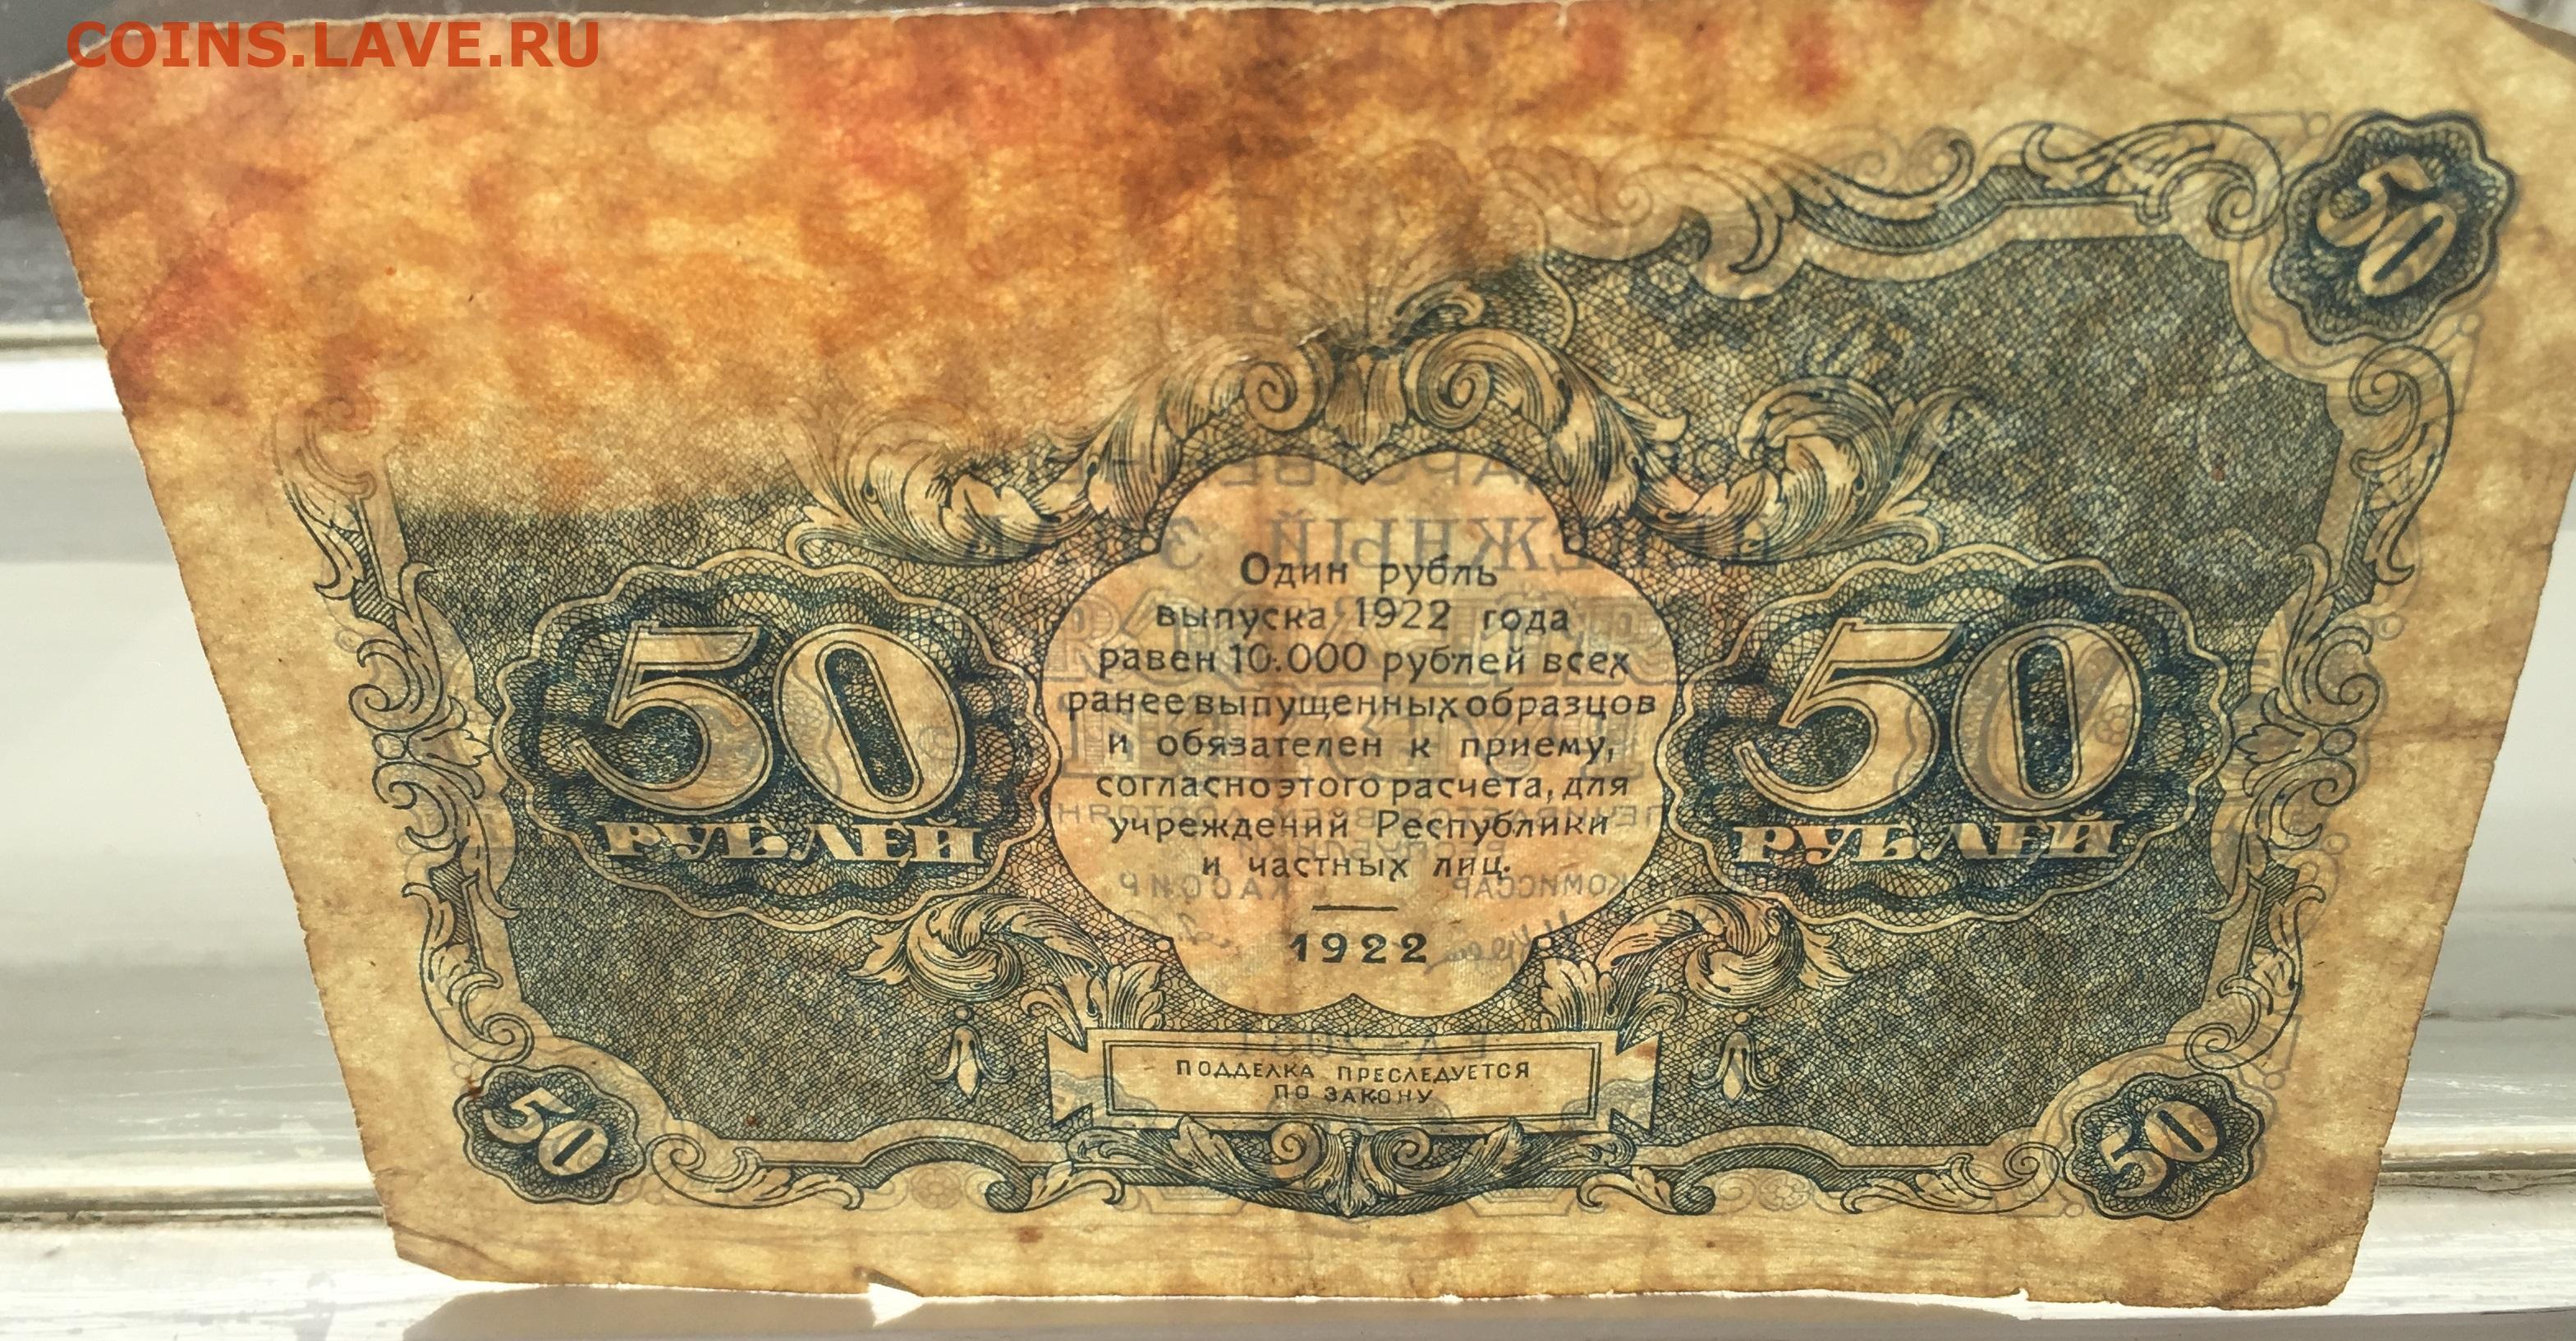 COINS.LAVE.RU
50
Один рубль
выпуска 1922 года
равен 10.000 рублей всех
ранее выпущенных образцов
и обязателен к приему,
согласно этого расчета, для
учреждений Республики
и частных лиц.
1922
50
РУБЛЕЙ
50
РУБЛЕЙ
ПОДДЕЛКА ПРЕСЛЕДУЕТСЯ
ПО ЗАКОНУ
50
50